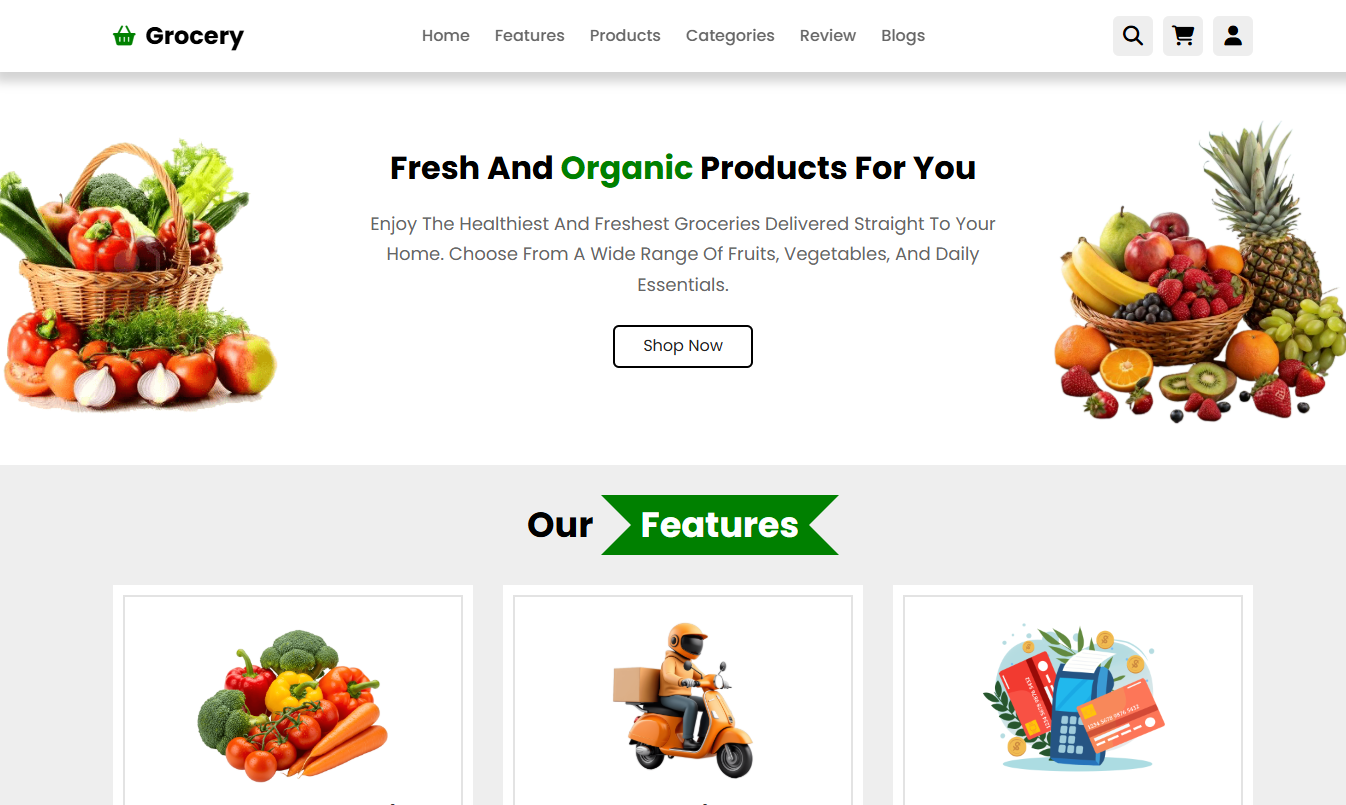 Grocery
Home Features Products Categories Review Blogs
Fresh And Organic Products For You
Enjoy The Healthiest And Freshest Groceries Delivered Straight To Your
Home. Choose From A Wide Range Of Fruits, Vegetables, And Daily
Essentials.
Shop Now
Our Features